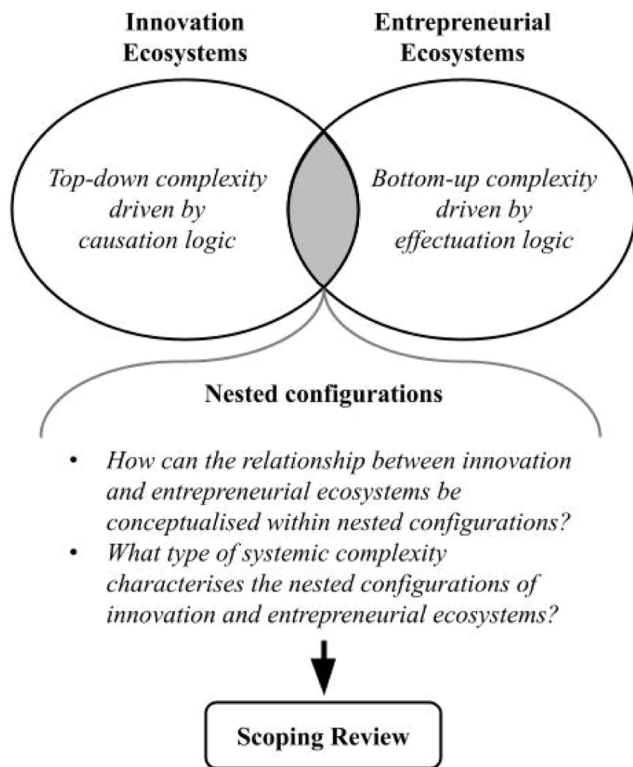 Innovation
Ecosystems
Entrepreneurial
Ecosystems
Top-down complexity
driven by
causation logic
Bottom-up complexity
driven by
effectuation logic
Nested configurations
• How can the relationship between innovation
and entrepreneurial ecosystems be
conceptualised within nested configurations?
• What type of systemic complexity
characterises the nested configurations of
innovation and entrepreneurial ecosystems?
Scoping Review